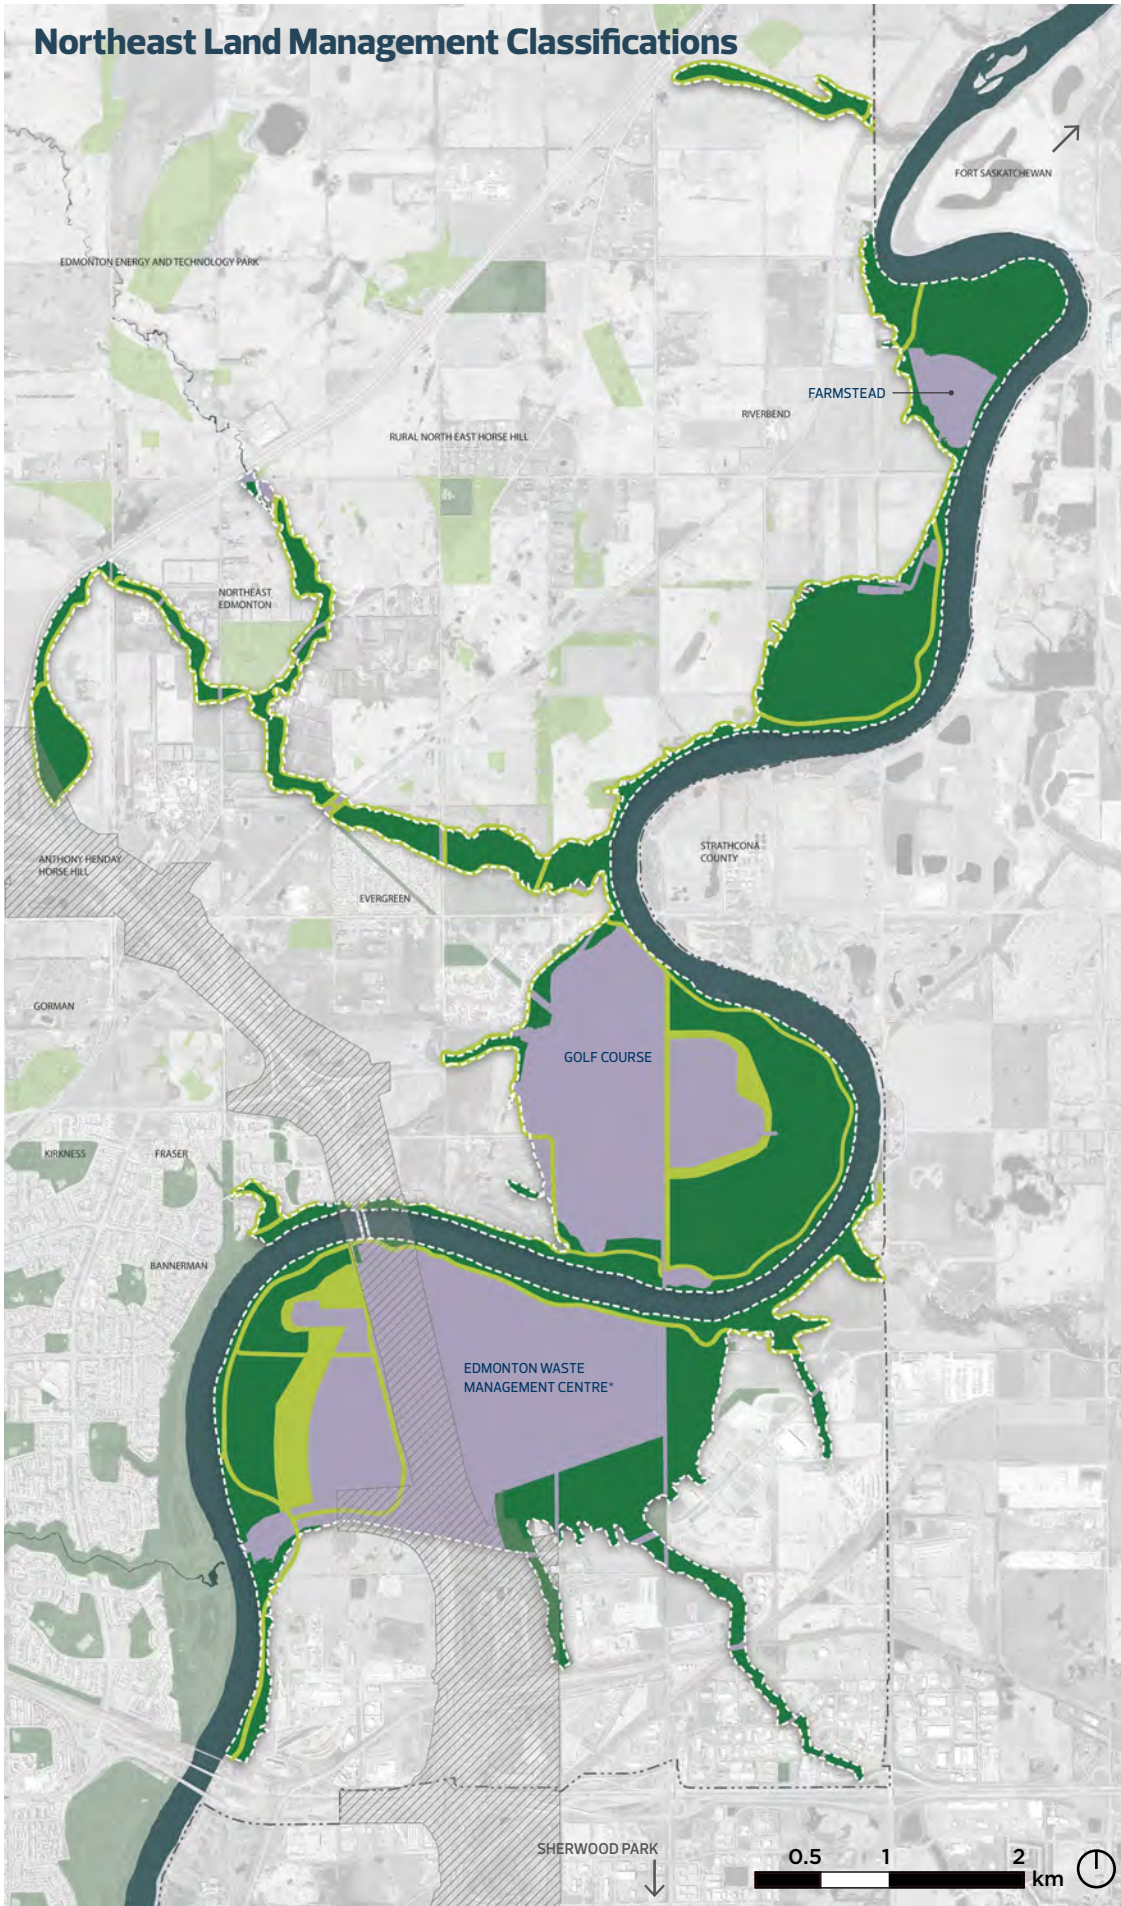 Northeast Land Management Classifications
FORT SASKATCHEWAN
EDMONTON ENERGY AND TECHNOLOGY PARK
FARMSTEAD
RIVERBEND
RURAL NORTH EAST HORSE HILL
NORTHEAST
EDMONTON
STRATHCONA
COUNTY
ANTHONY HENDAY
HORSE HILL
EVERGREEN
GORMAN
GOLF COURSE
KIRKNESS
FRASER
BANNERMAN
EDMONTON WASTE
MANAGEMENT CENTRE*
SHERWOOD PARK
0.5 1 2
km